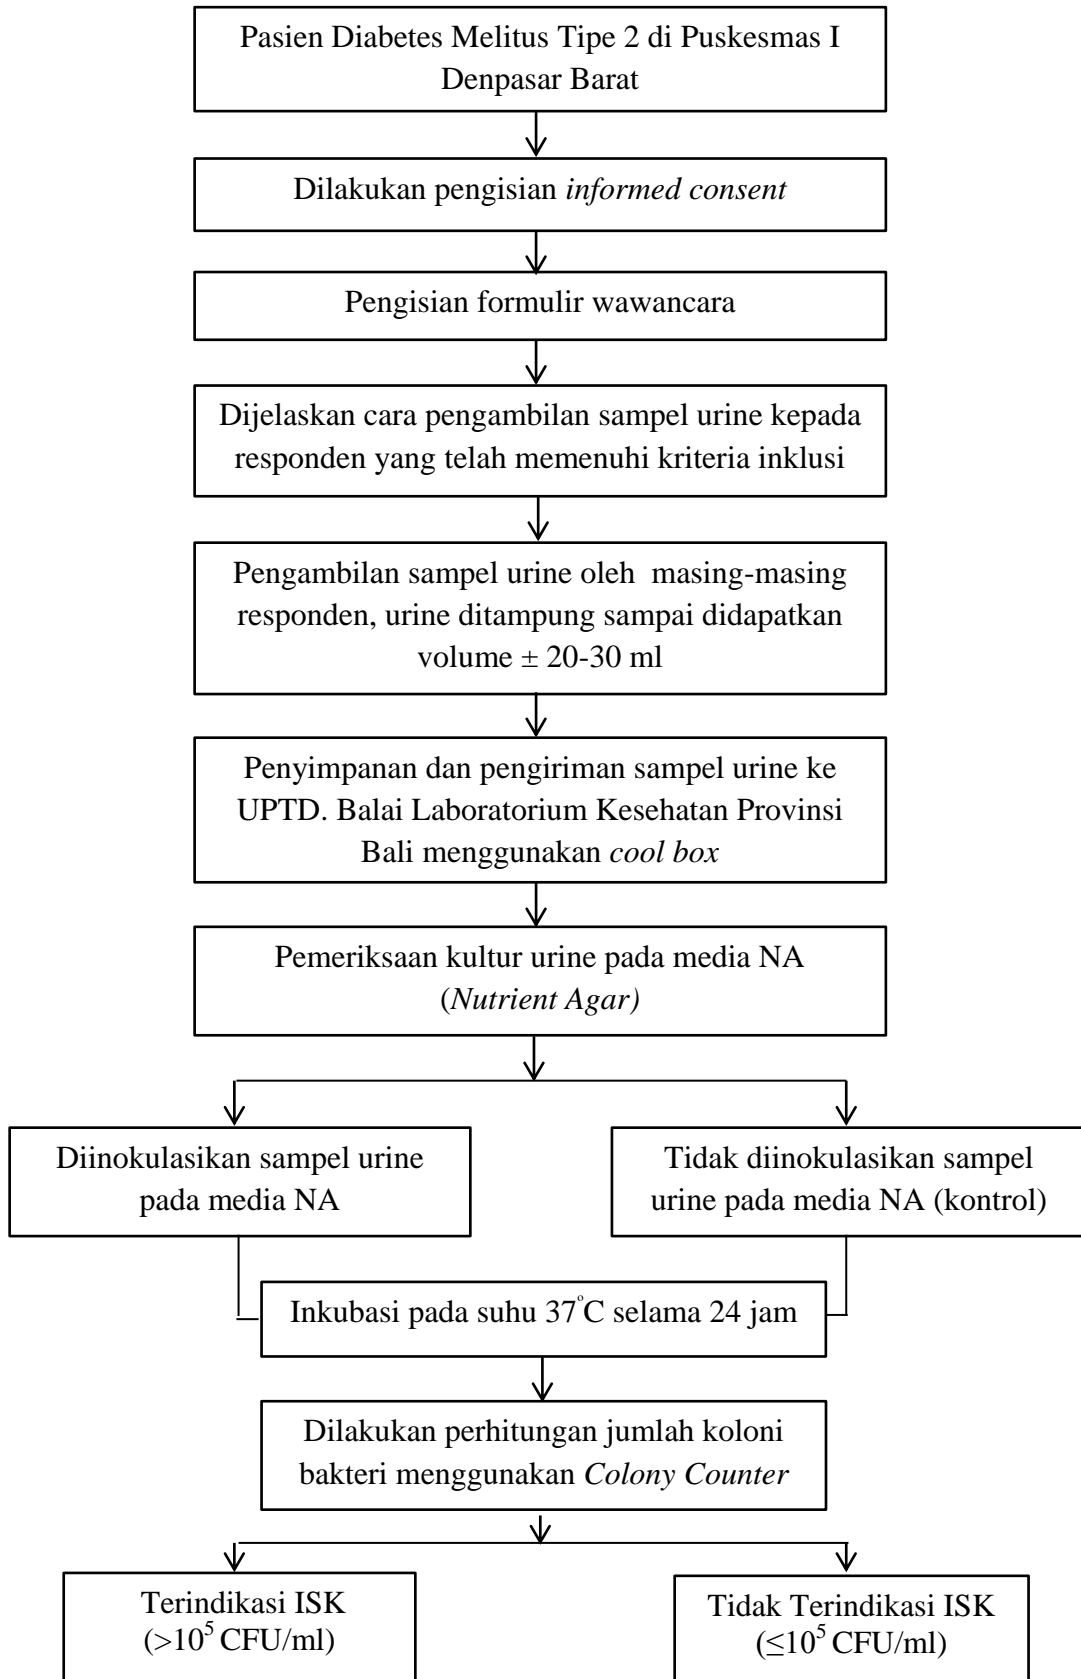 Pasien Diabetes Melitus Tipe 2 di Puskesmas I
Denpasar Barat
Dilakukan pengisian informed consent
Pengisian formulir wawancara
Dijelaskan cara pengambilan sampel urine kepada
responden yang telah memenuhi kriteria inklusi
Pengambilan sampel urine oleh masing-masing
responden, urine ditampung sampai didapatkan
volume ± 20-30 ml
Penyimpanan dan pengiriman sampel urine ke
UPTD. Balai Laboratorium Kesehatan Provinsi
Bali menggunakan cool box
Pemeriksaan kultur urine pada media NA
(Nutrient Agar)
Diinokulasikan sampel urine
pada media NA
Tidak diinokulasikan sampel
urine pada media NA (kontrol)
Inkubasi pada suhu 37°C selama 24 jam
Dilakukan perhitungan jumlah koloni
bakteri menggunakan Colony Counter
Terindikasi ISK
(>10⁵ CFU/ml)
Tidak Terindikasi ISK
(≤10⁵ CFU/ml)